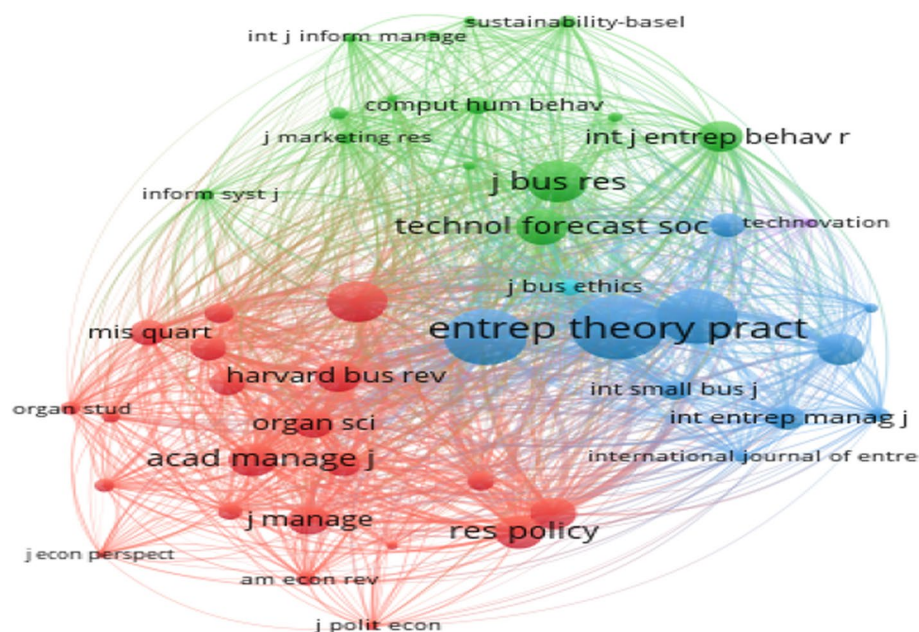 sustainability-basel
int j inform manage
comput hum behav
j marketing res
int j entrep behav r
j bus res
inform syst j
technol forecast soc
technovation
j bus ethics
mis quart
entrep theory pract
harvard bus rev
int small bus j
organ stud
organ sci
int entrep manag j
acad manage j
international journal of entre
j manage
res policy
j econ perspect
am econ rev
j polit econ